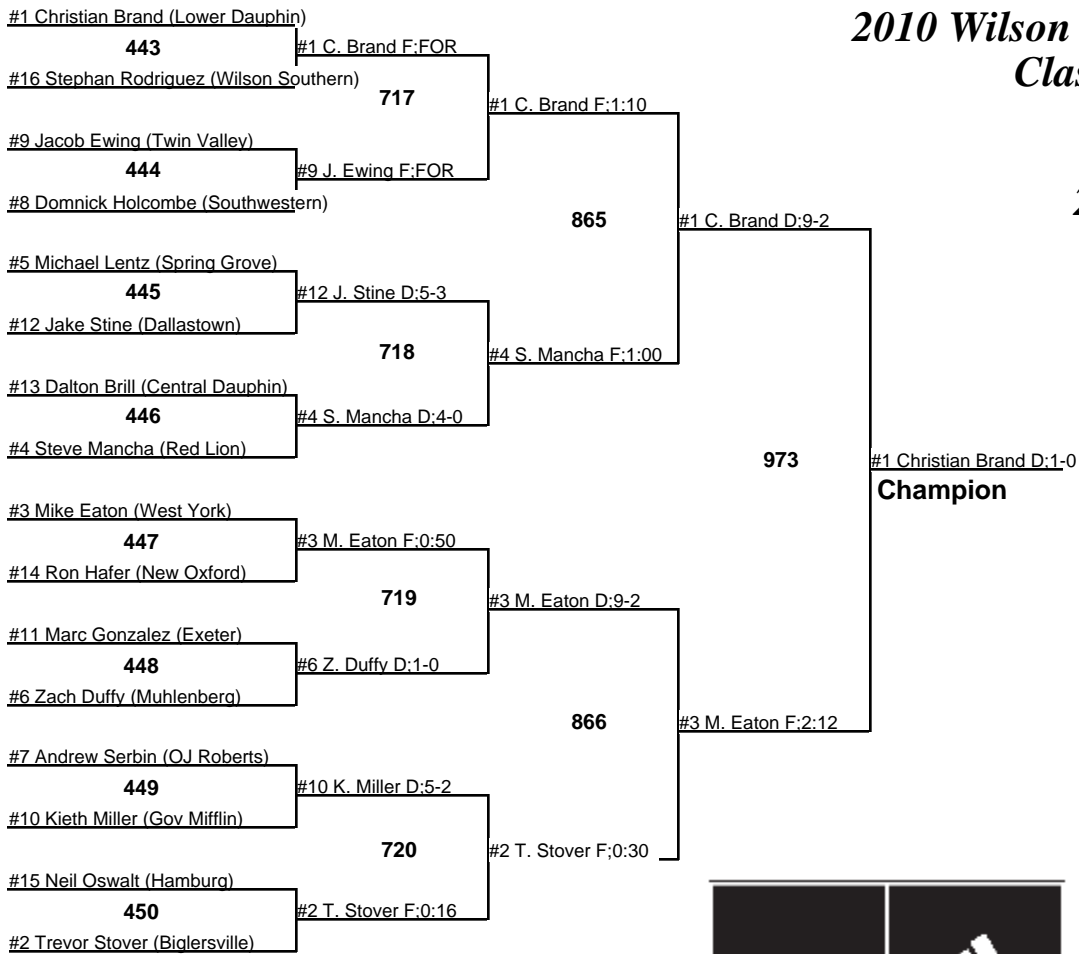 2010 Wilson
#1 Christian Brand (Lower Dauphin)
443
#1 C. Brand F;FOR
#16 Stephan Rodriguez (Wilson Southern)
717
#1 C. Brand F;1:10
#9 Jacob Ewing (Twin Valley)
444
#9 J. Ewing F;FOR
#8 Domnick Holcombe (Southwestern)
865
#1 C. Brand D;9-2
#5 Michael Lentz (Spring Grove)
445
#12 J. Stine D;5-3
#12 Jake Stine (Dallastown)
718
#4 S. Mancha F;1:00
#13 Dalton Brill (Central Dauphin)
446
#4 S. Mancha D;4-0
#4 Steve Mancha (Red Lion)
973
#1 Christian Brand D;1-0
Champion
#3 Mike Eaton (West York)
447
#3 M. Eaton F;0:50
#14 Ron Hafer (New Oxford)
719
#3 M. Eaton D;9-2
#11 Marc Gonzalez (Exeter)
448
#6 Z. Duffy D;1-0
#6 Zach Duffy (Muhlenberg)
866
#3 M. Eaton F;2:12
#7 Andrew Serbin (OJ Roberts)
449
#10 K. Miller D;5-2
#10 Kieth Miller (Gov Mifflin)
720
#2 T. Stover F;0:30
#15 Neil Oswalt (Hamburg)
450
#2 T. Stover F;0:16
#2 Trevor Stover (Biglersville)